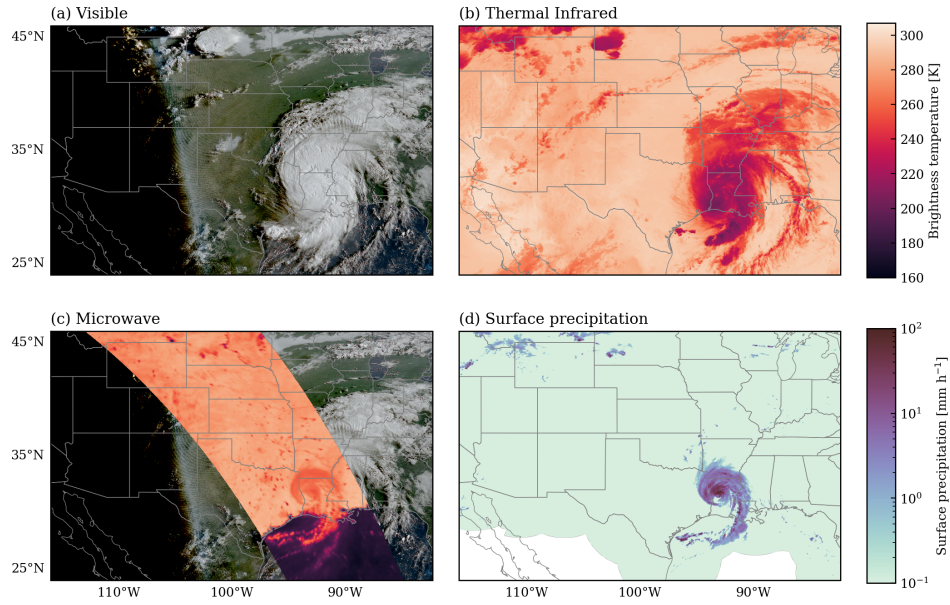 (a) Visible
(b) Thermal Infrared
45°N
35°N
25°N
300
280
260
240
220
200
180
160
Brightness temperature [K]
(c) Microwave
(d) Surface precipitation
45°N
35°N
25°N
110°W
100°W
90°W
110°W
100°W
90°W
10²
10¹
10⁰
10⁻¹
Surface precipitation [mm h⁻¹]